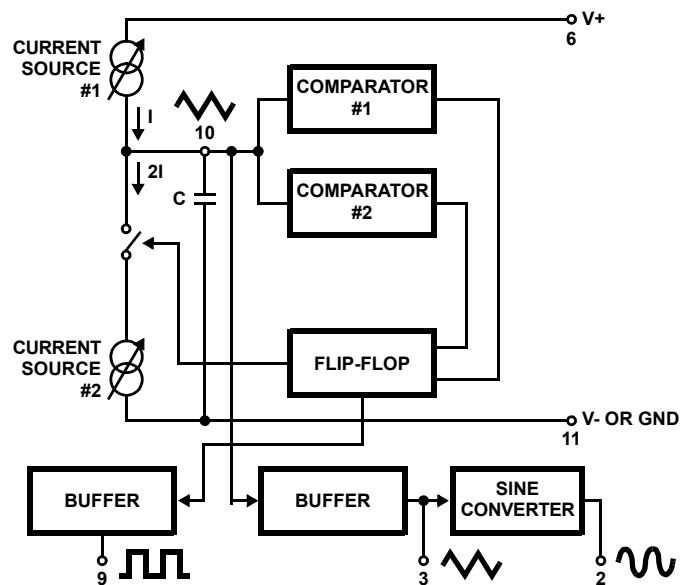 V+
6
CURRENT
SOURCE
#1
I
10
COMPARATOR
#1
2I
C
COMPARATOR
#2
CURRENT
SOURCE
#2
FLIP-FLOP
V- OR GND
11
BUFFER
BUFFER
SINE
CONVERTER
9
3
2